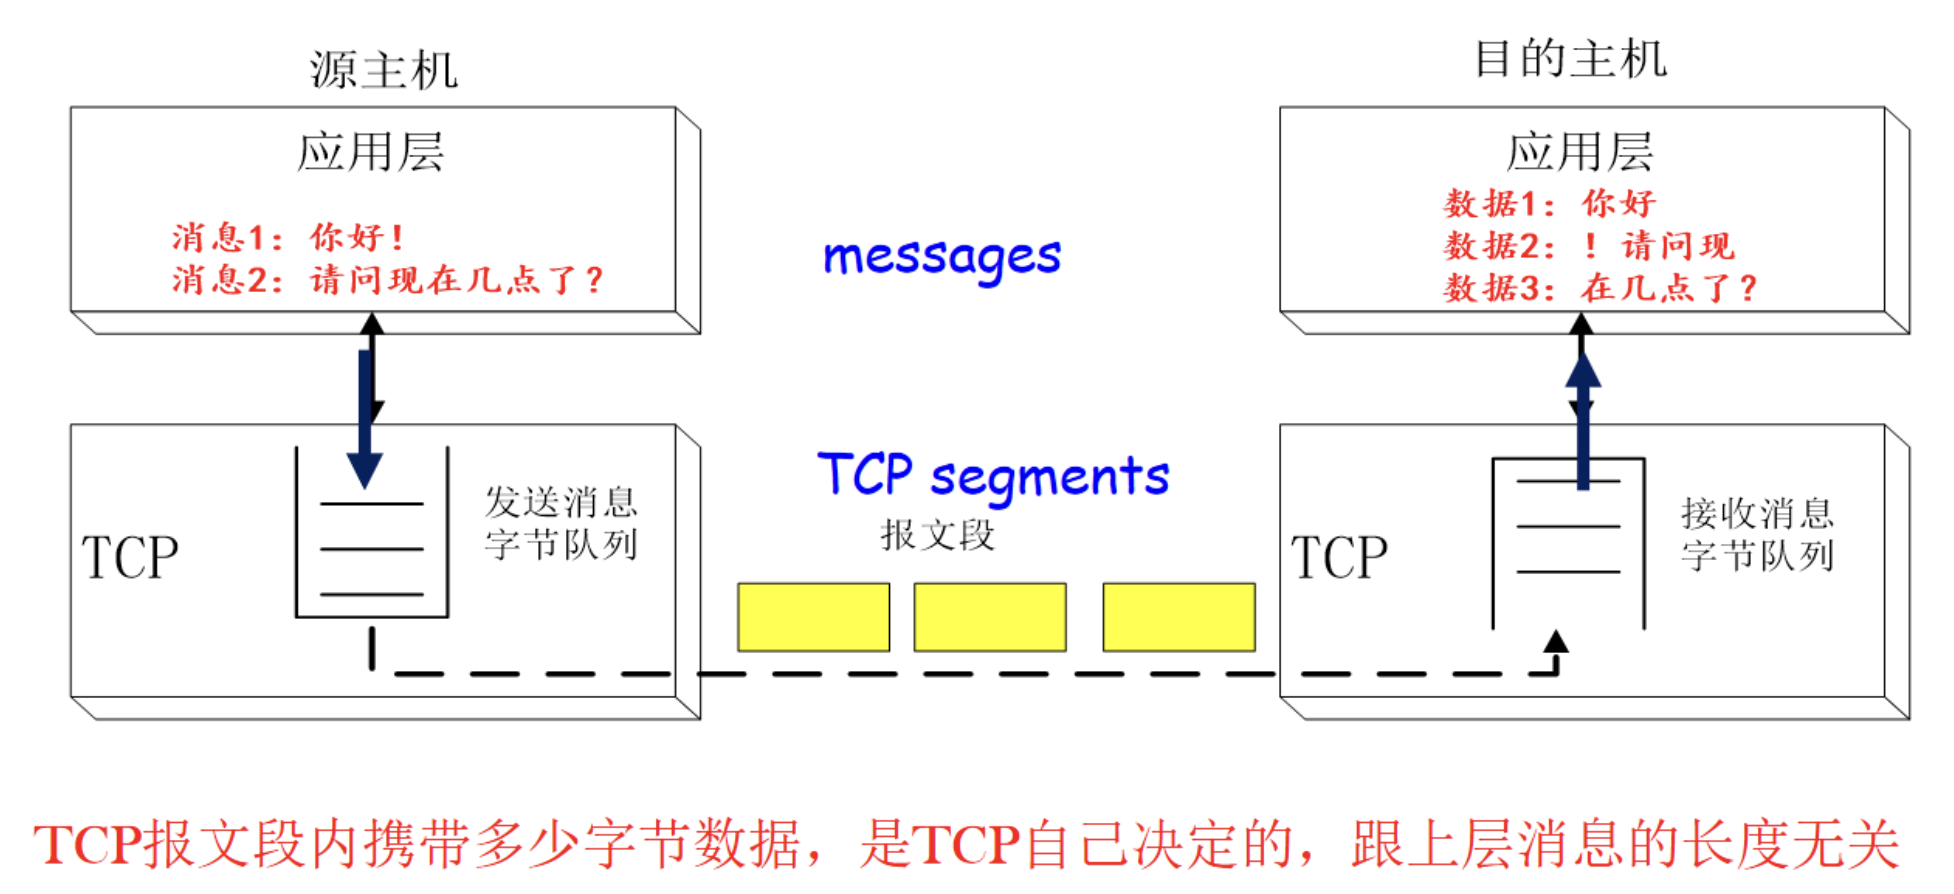 源主机
目的主机
应用层
应用层
消息1：你好！
消息2：请问现在几点了？
messages
数据1：你好
数据2：！请问现
数据3：在几点了？
TCP
发送消息
字节队列
TCP segments
报文段
TCP
接收消息
字节队列
TCP报文段内携带多少字节数据，是TCP自己决定的，跟上层消息的长度无关